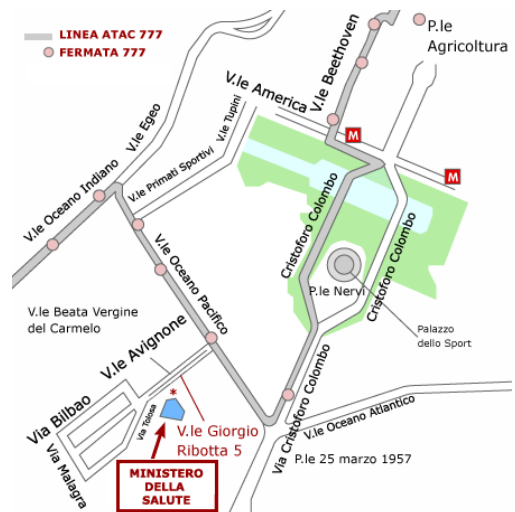 LINEA ATAC 777
FERMATA 777
P.le
Agricoltura
V.le Beethoven
V.le America
V.le Tupini
V.le Egeo
M
M
V.le Primati Sportivi
V.le Oceano Indiano
Cristoforo Colombo
Cristoforo Colombo
V.le Oceano Pacifico
P.le Nervi
V.le Beata Vergine
del Carmelo
Palazzo
dello Sport
V.le Avignone
Via Cristoforo Colombo
Via Bilbao
*
Via Tolosa
V.le Giorgio
Ribotta 5
V.le Oceano Atlantico
Via Malagra
P.le 25 marzo 1957
MINISTERO
DELLA
SALUTE